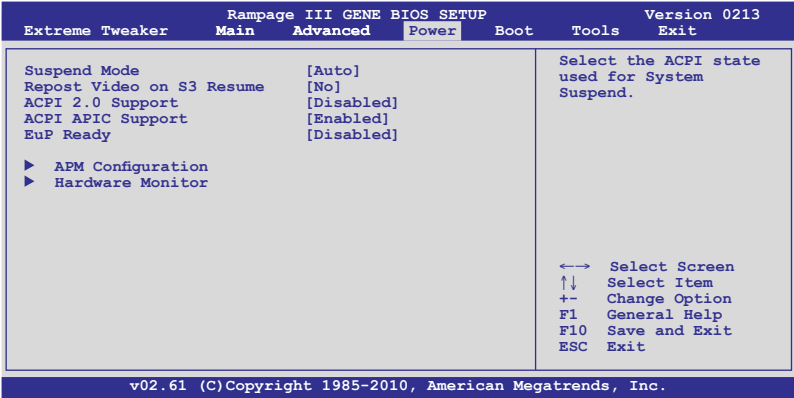 Rampage III GENE BIOS SETUP Version 0213
Extreme Tweaker Main Advanced Power Boot Tools Exit
Suspend Mode [Auto]
Repost Video on S3 Resume [No]
ACPI 2.0 Support [Disabled]
ACPI APIC Support [Enabled]
EuP Ready [Disabled]
▶ APM Configuration
▶ Hardware Monitor
Select the ACPI state
used for System
Suspend.
←→ Select Screen
↑↓ Select Item
+- Change Option
F1 General Help
F10 Save and Exit
ESC Exit
v02.61 (C)Copyright 1985-2010, American Megatrends, Inc.